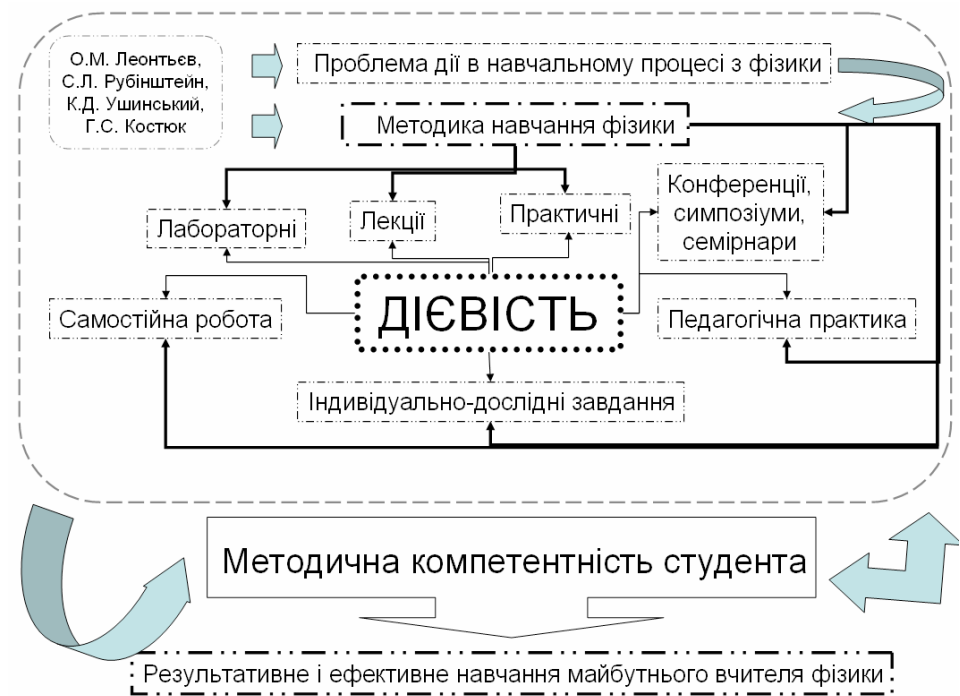 О.М. Леонтьєв,
С.Л. Рубінштейн,
К.Д. Ушинський,
Г.С. Костюк
Проблема дії в навчальному процесі з фізики
Методика навчання фізики
Лабораторні
Лекції
Практичні
Конференції,
симпозіуми,
семірнари
Самостійна робота
ДІЄВІСТЬ
Педагогічна практика
Індивідуально-дослідні завдання
Методична компетентність студента
Результативне і ефективне навчання майбутнього вчителя фізики